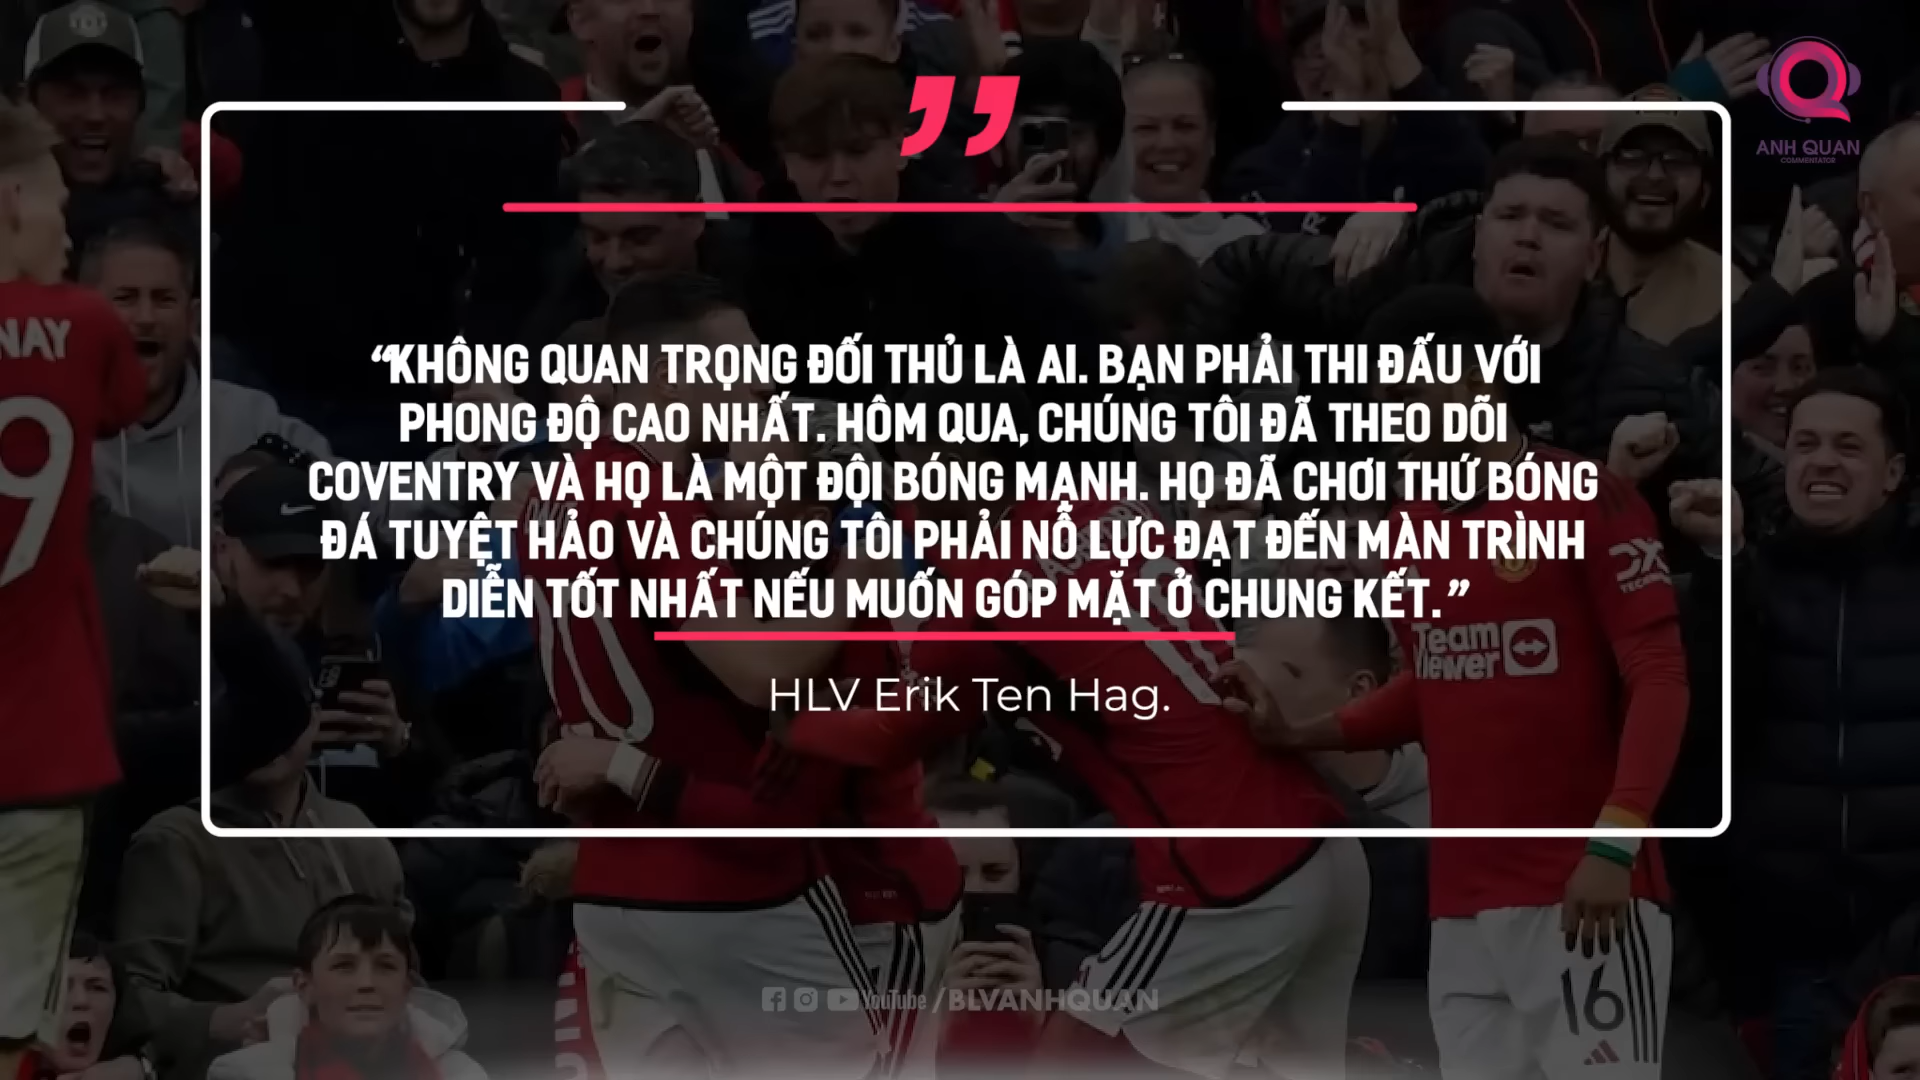 ANH QUAN
COMMENTATOR
“KHÔNG QUAN TRỌNG ĐỐI THỦ LÀ AI. BẠN PHẢI THI ĐẤU VỚI
PHONG ĐỘ CAO NHẤT. HÔM QUA, CHÚNG TÔI ĐÃ THEO DÕI
COVENTRY VÀ HỌ LÀ MỘT ĐỘI BÓNG MẠNH. HỌ ĐÃ CHƠI THỨ BÓNG
ĐÁ TUYỆT HẢO VÀ CHÚNG TÔI PHẢI NỖ LỰC ĐẠT ĐẾN MÀN TRÌNH
DIỄN TỐT NHẤT NẾU MUỐN GÓP MẶT Ở CHUNG KẾT.”
HLV Erik Ten Hag.
NAY
9
10
11
DX
Team
Viewer
16
YouTube /BLVANHQUAN